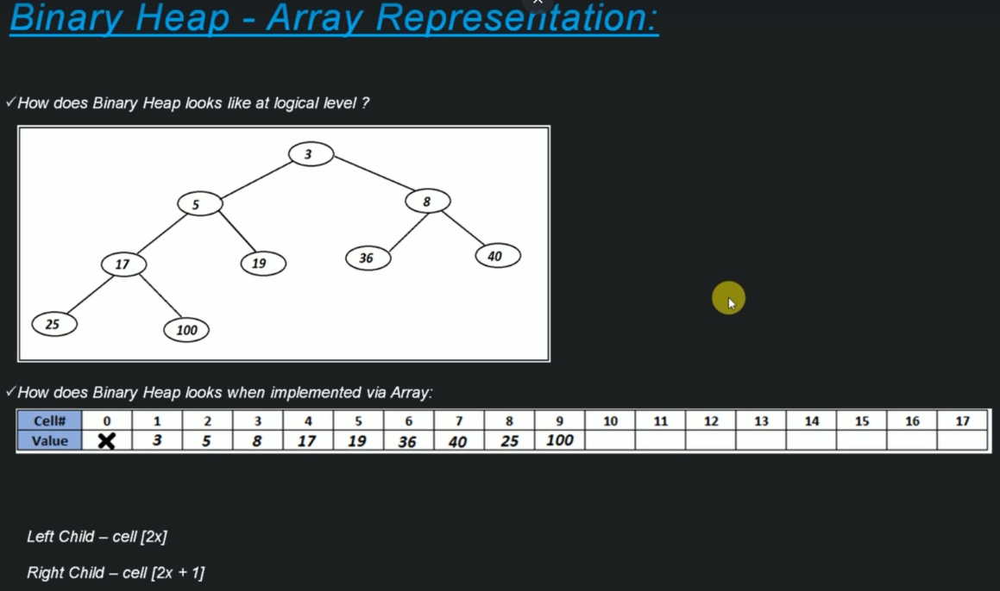 Binary Heap - Array Representation:
✓How does Binary Heap looks like at logical level ?
3
5 8
17 19 36 40
25 100
✓How does Binary Heap looks when implemented via Array:
Cell# 0 1 2 3 4 5 6 7 8 9 10 11 12 13 14 15 16 17
Value ✕ 3 5 8 17 19 36 40 25 100
Left Child – cell [2x]
Right Child – cell [2x + 1]